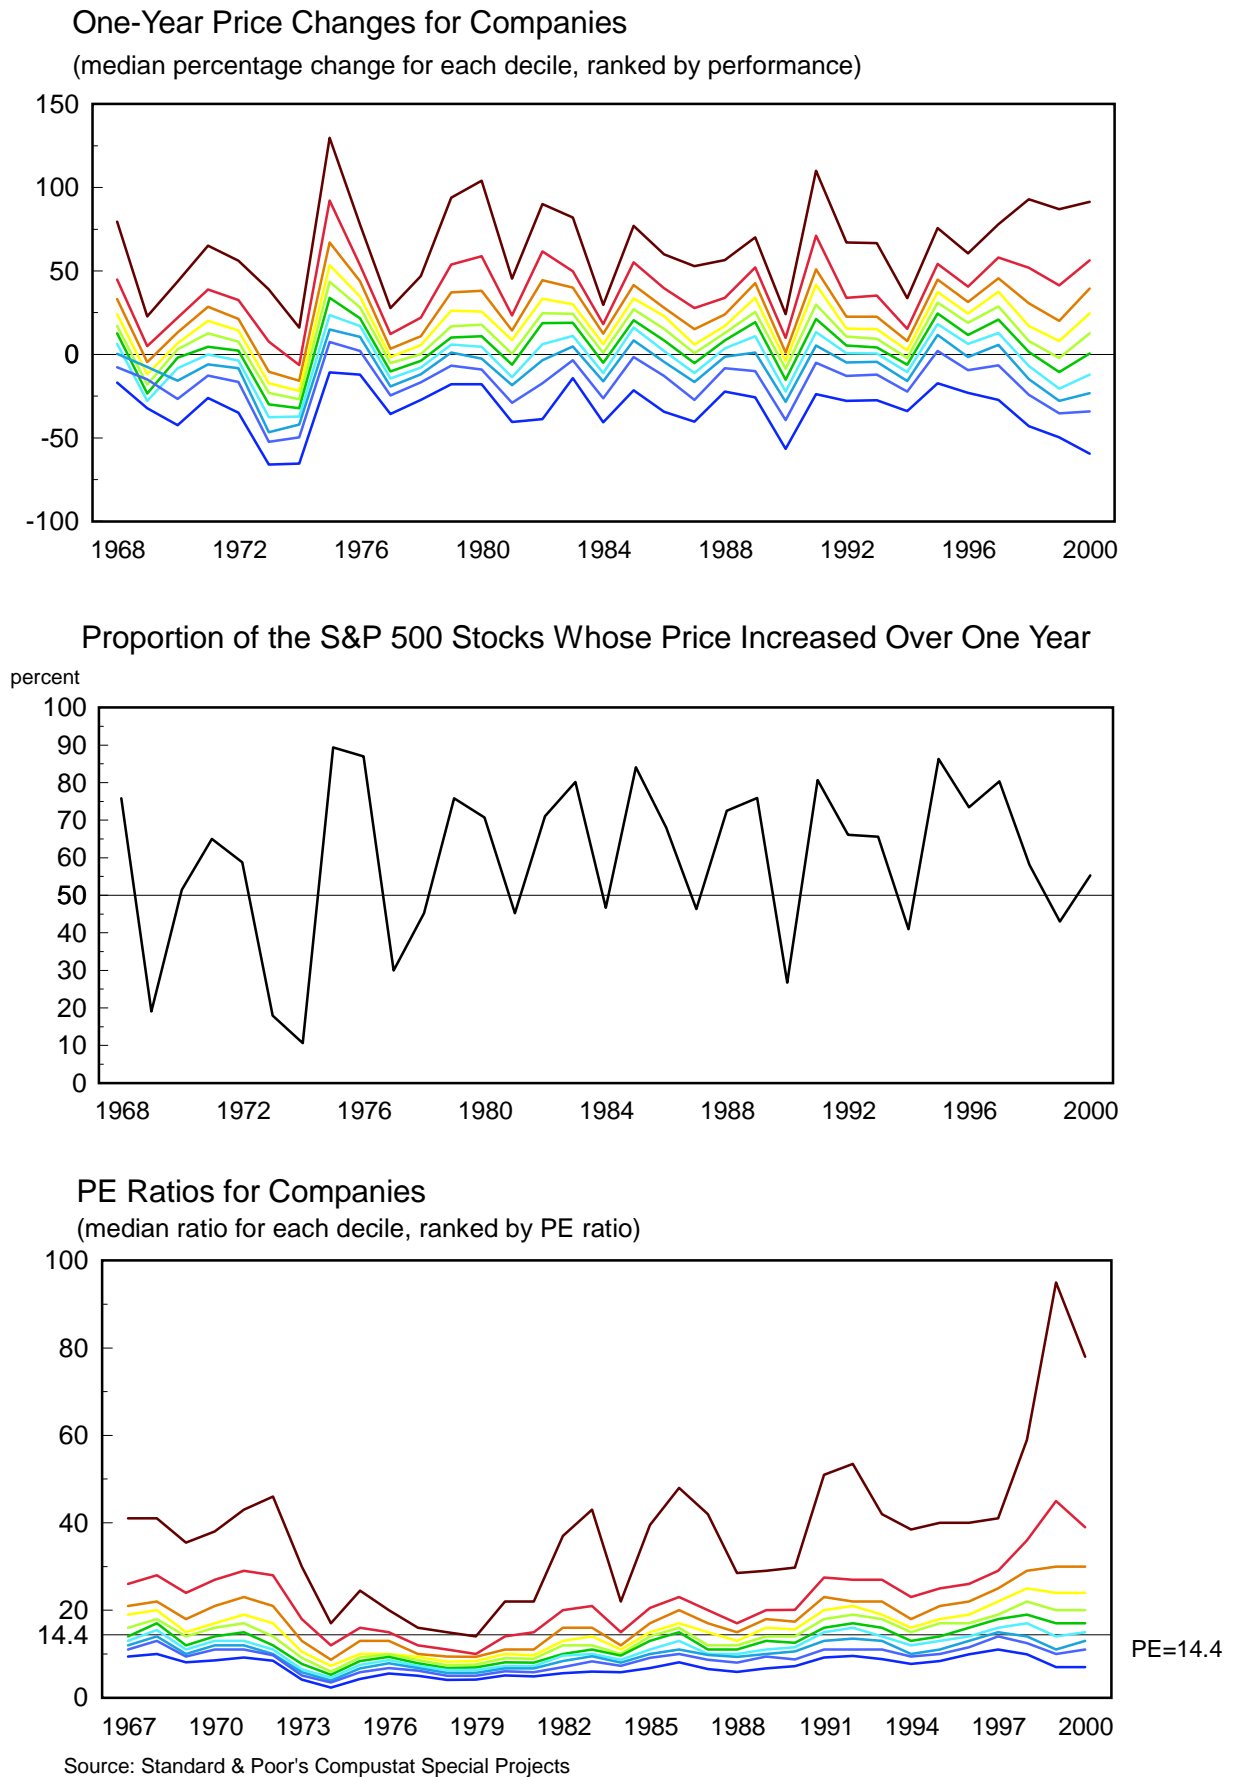 One-Year Price Changes for Companies
(median percentage change for each decile, ranked by performance)
150
100
50
0
-50
-100
1968 1972 1976 1980 1984 1988 1992 1996 2000
Proportion of the S&P 500 Stocks Whose Price Increased Over One Year
percent
100
90
80
70
60
50
40
30
20
10
0
1968 1972 1976 1980 1984 1988 1992 1996 2000
PE Ratios for Companies
(median ratio for each decile, ranked by PE ratio)
100
80
60
40
20
14.4
PE=14.4
0
1967 1970 1973 1976 1979 1982 1985 1988 1991 1994 1997 2000
Source: Standard & Poor's Compustat Special Projects